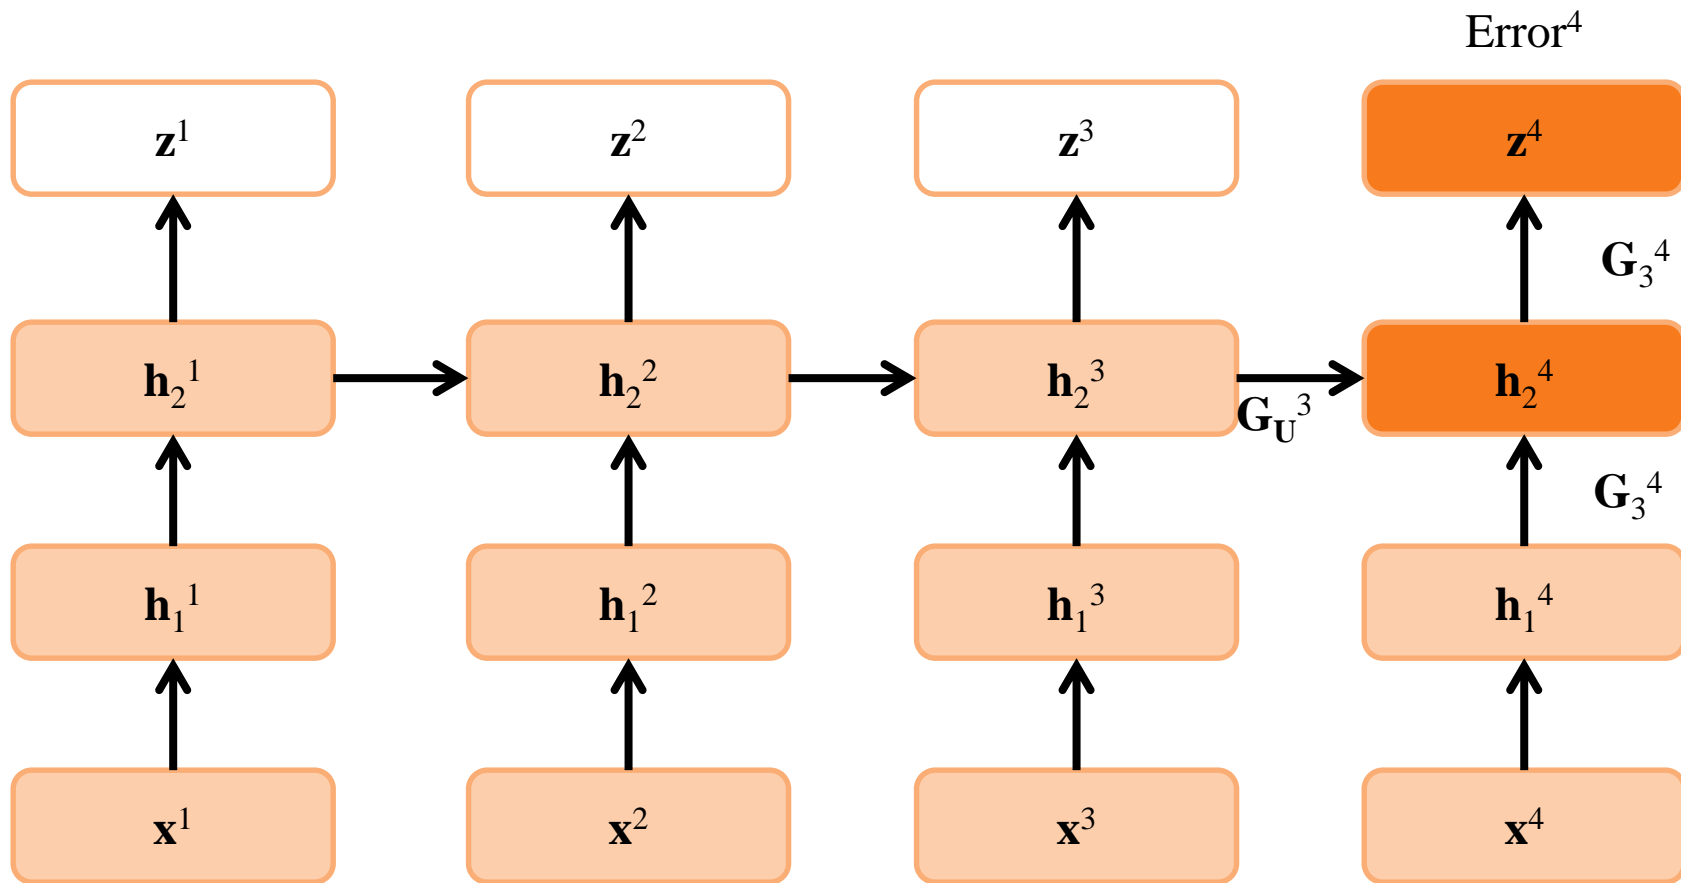 Error⁴
z¹ z² z³ z⁴
G₃⁴
h₂¹ h₂² h₂³ h₂⁴
G_U³
G₃⁴
h₁¹ h₁² h₁³ h₁⁴
x¹ x² x³ x⁴